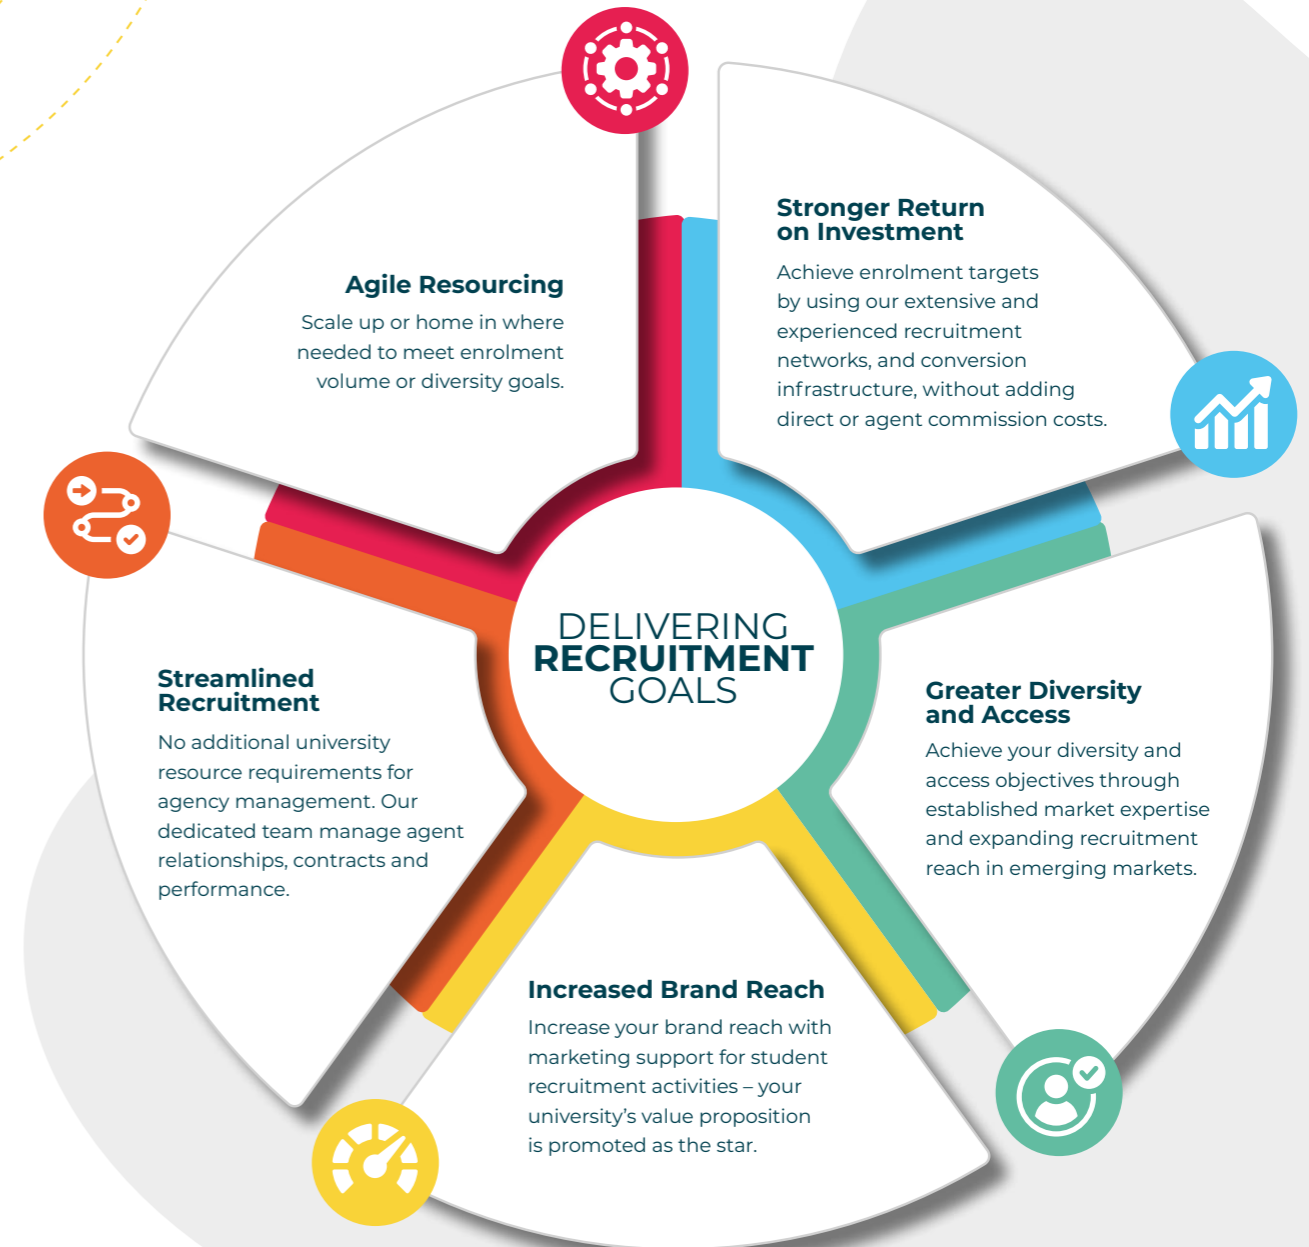 Agile Resourcing
Scale up or home in where
needed to meet enrolment
volume or diversity goals.
Stronger Return
on Investment
Achieve enrolment targets
by using our extensive and
experienced recruitment
networks, and conversion
infrastructure, without adding
direct or agent commission costs.
DELIVERING
RECRUITMENT
GOALS
Streamlined
Recruitment
No additional university
resource requirements for
agency management. Our
dedicated team manage agent
relationships, contracts and
performance.
Greater Diversity
and Access
Achieve your diversity and
access objectives through
established market expertise
and expanding recruitment
reach in emerging markets.
Increased Brand Reach
Increase your brand reach with
marketing support for student
recruitment activities – your
university’s value proposition
is promoted as the star.